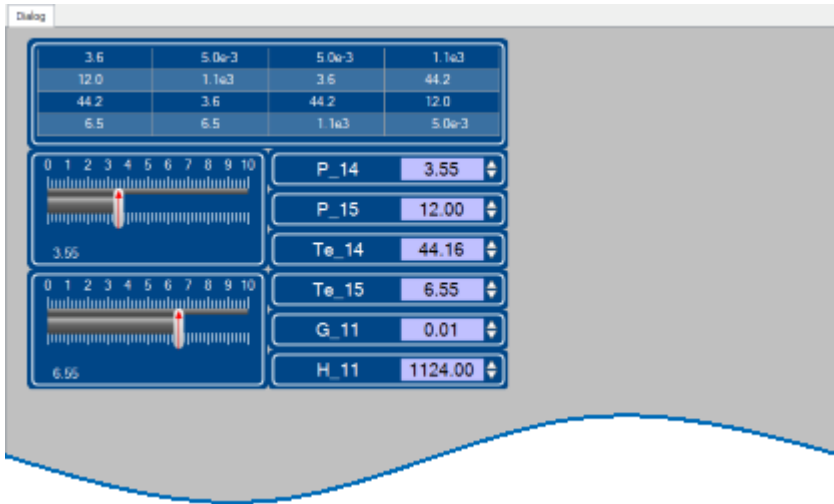 Dialog
3.6 5.0e-3 5.0e-3 1.1e3
12.0 1.1e3 3.6 44.2
44.2 3.6 44.2 12.0
6.5 6.5 1.1e3 5.0e-3
0 1 2 3 4 5 6 7 8 9 10
3.55
P_14 3.55
P_15 12.00
Te_14 44.16
0 1 2 3 4 5 6 7 8 9 10
6.55
Te_15 6.55
G_11 0.01
H_11 1124.00